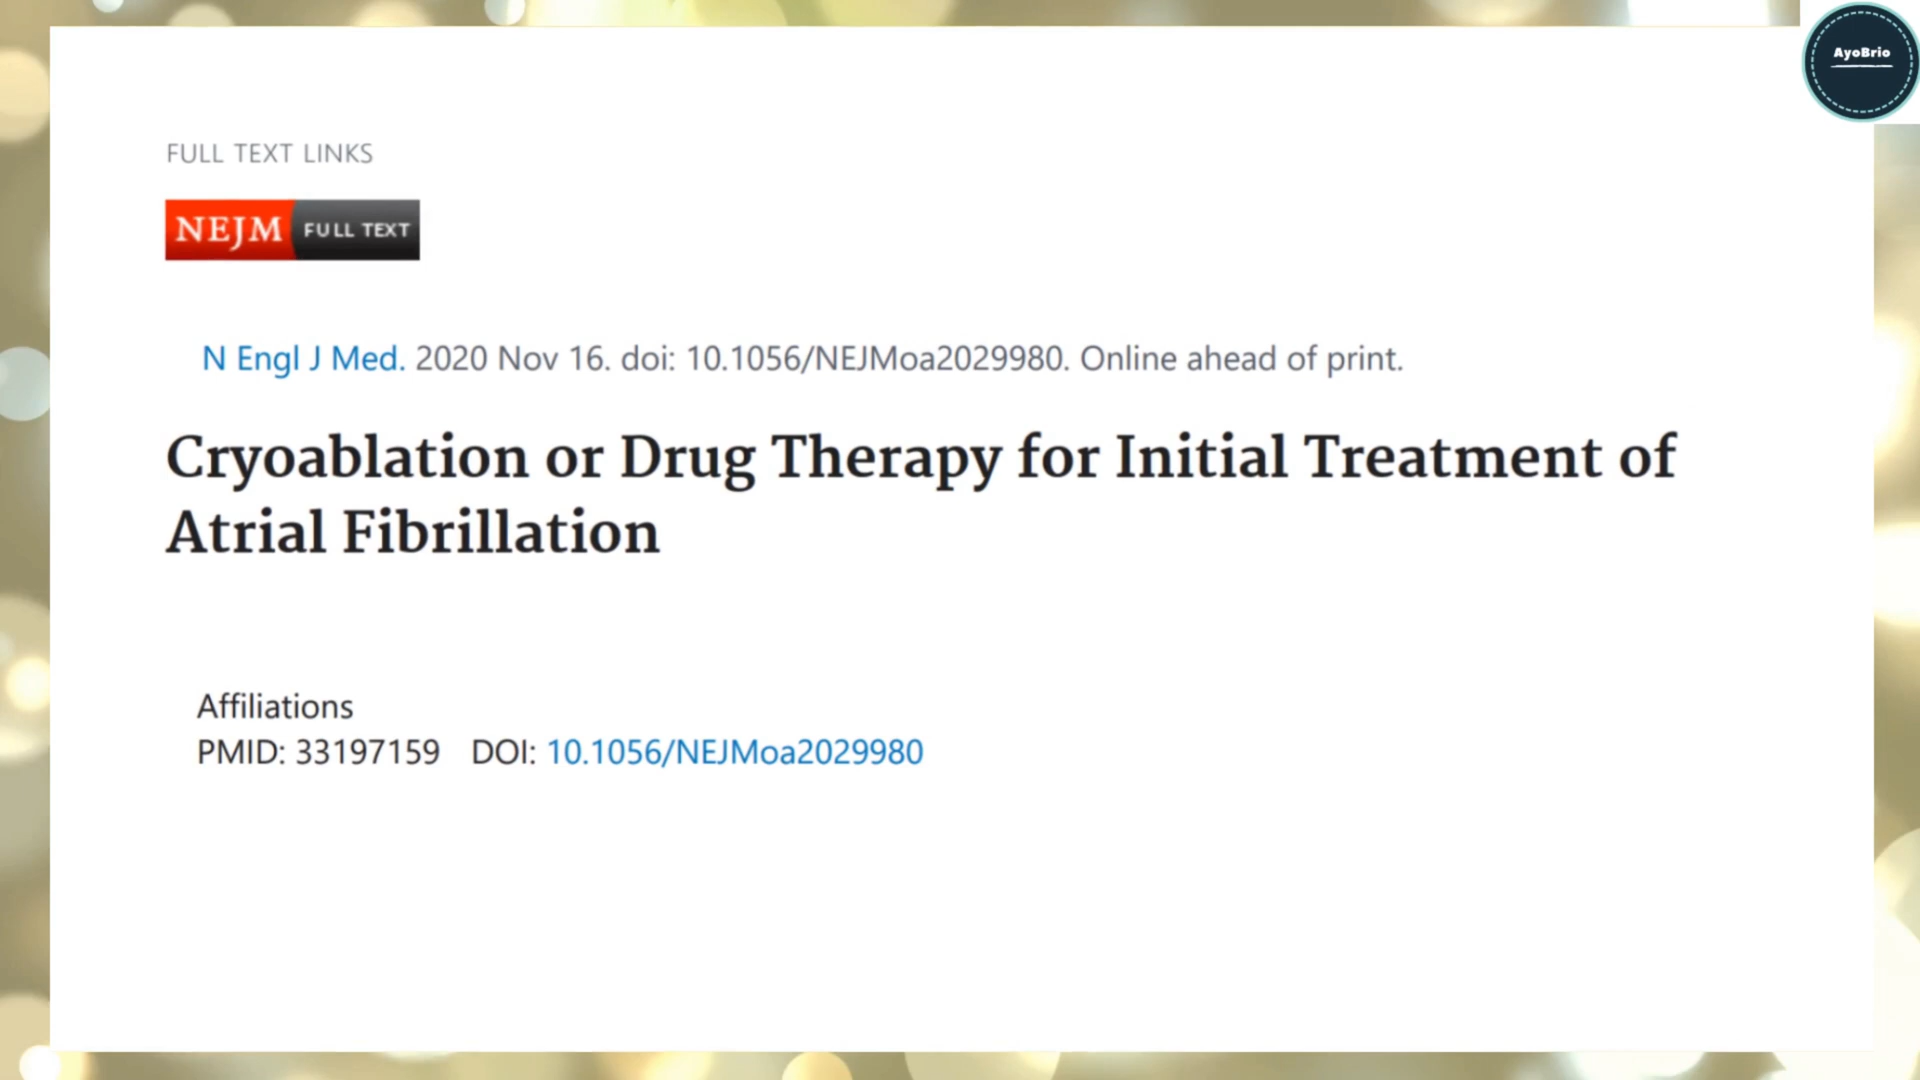 AyoBrio
FULL TEXT LINKS
NEJM FULL TEXT
N Engl J Med. 2020 Nov 16. doi: 10.1056/NEJMoa2029980. Online ahead of print.
Cryoablation or Drug Therapy for Initial Treatment of
Atrial Fibrillation
Affiliations
PMID: 33197159 DOI: 10.1056/NEJMoa2029980